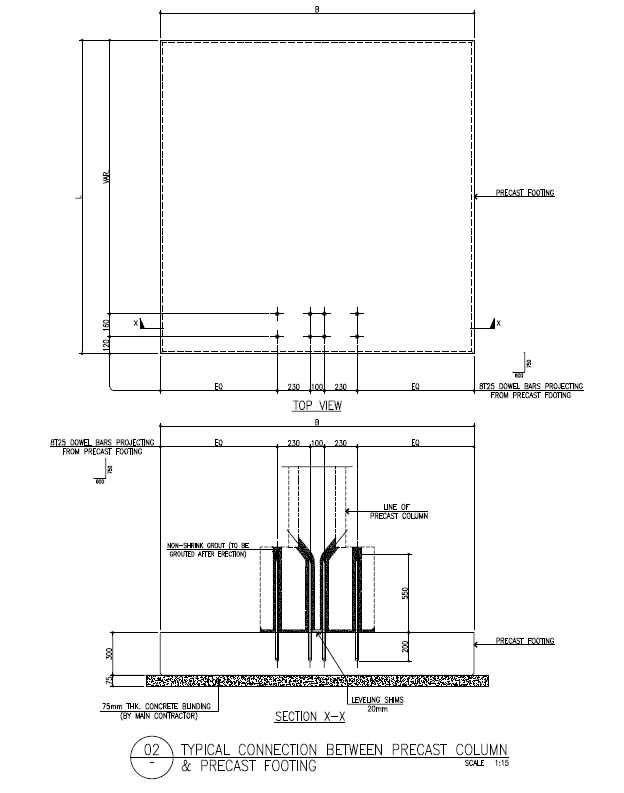 B
L
VAR.
PRECAST FOOTING
160
120
X
X
750
600
EQ
230
100
230
EQ
8T25 DOWEL BARS PROJECTING
FROM PRECAST FOOTING
TOP VIEW
B
8T25 DOWEL BARS PROJECTING
FROM PRECAST FOOTING
EQ
230
100
230
EQ
750
600
LINE OF
PRECAST COLUMN
NON-SHRINK GROUT (TO BE
GROUTED AFTER ERECTION)
550
300
200
PRECAST FOOTING
75
75mm THK. CONCRETE BLINDING
(BY MAIN CONTRACTOR)
LEVELING SHIMS
20mm
SECTION X-X
02
-
TYPICAL CONNECTION BETWEEN PRECAST COLUMN
& PRECAST FOOTING
SCALE 1:15